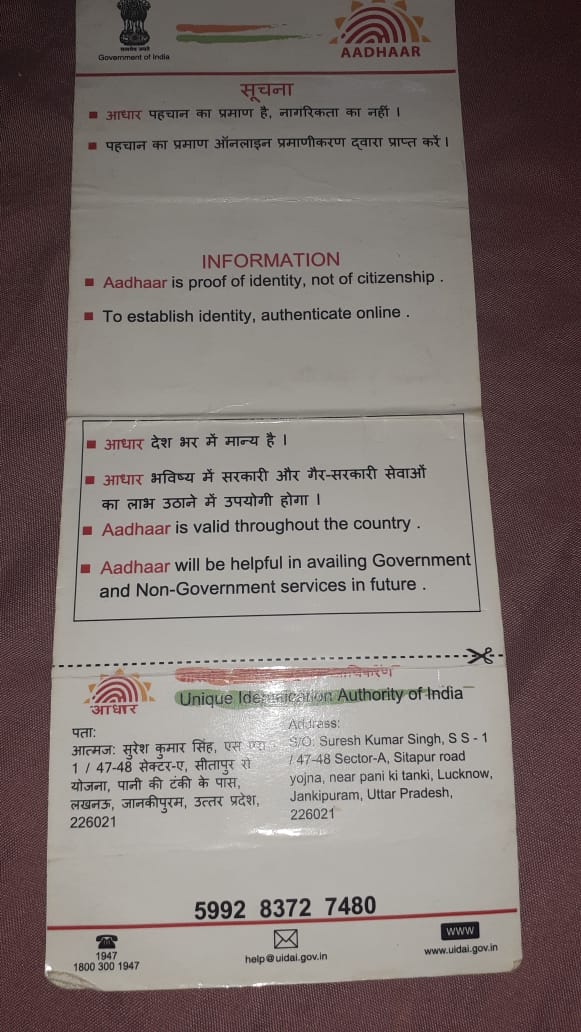 सत्यमेव जयते
Government of India
AADHAAR
सूचना
आधार पहचान का प्रमाण है, नागरिकता का नहीं ।
पहचान का प्रमाण ऑनलाइन प्रमाणीकरण द्वारा प्राप्त करें ।
INFORMATION
Aadhaar is proof of identity, not of citizenship .
To establish identity, authenticate online .
आधार देश भर में मान्य है ।
आधार भविष्य में सरकारी और गैर-सरकारी सेवाओं
का लाभ उठाने में उपयोगी होगा ।
Aadhaar is valid throughout the country .
Aadhaar will be helpful in availing Government
and Non-Government services in future .
आधार
Unique Identification Authority of India
पता:
आत्मज: सुरेश कुमार सिंह, एस
1 / 47-48 सेक्टर-ए, सीतापुर
योजना, पानी की टंकी के पास,
लखनऊ, जानकीपुरम, उत्तर प्रदेश,
226021
Address:
S/O: Suresh Kumar Singh, S S - 1
/ 47-48 Sector-A, Sitapur road
yojna, near pani ki tanki, Lucknow,
Jankipuram, Uttar Pradesh,
226021
5992 8372 7480
1947
1800 300 1947
help@uidai.gov.in
www
www.uidai.gov.in